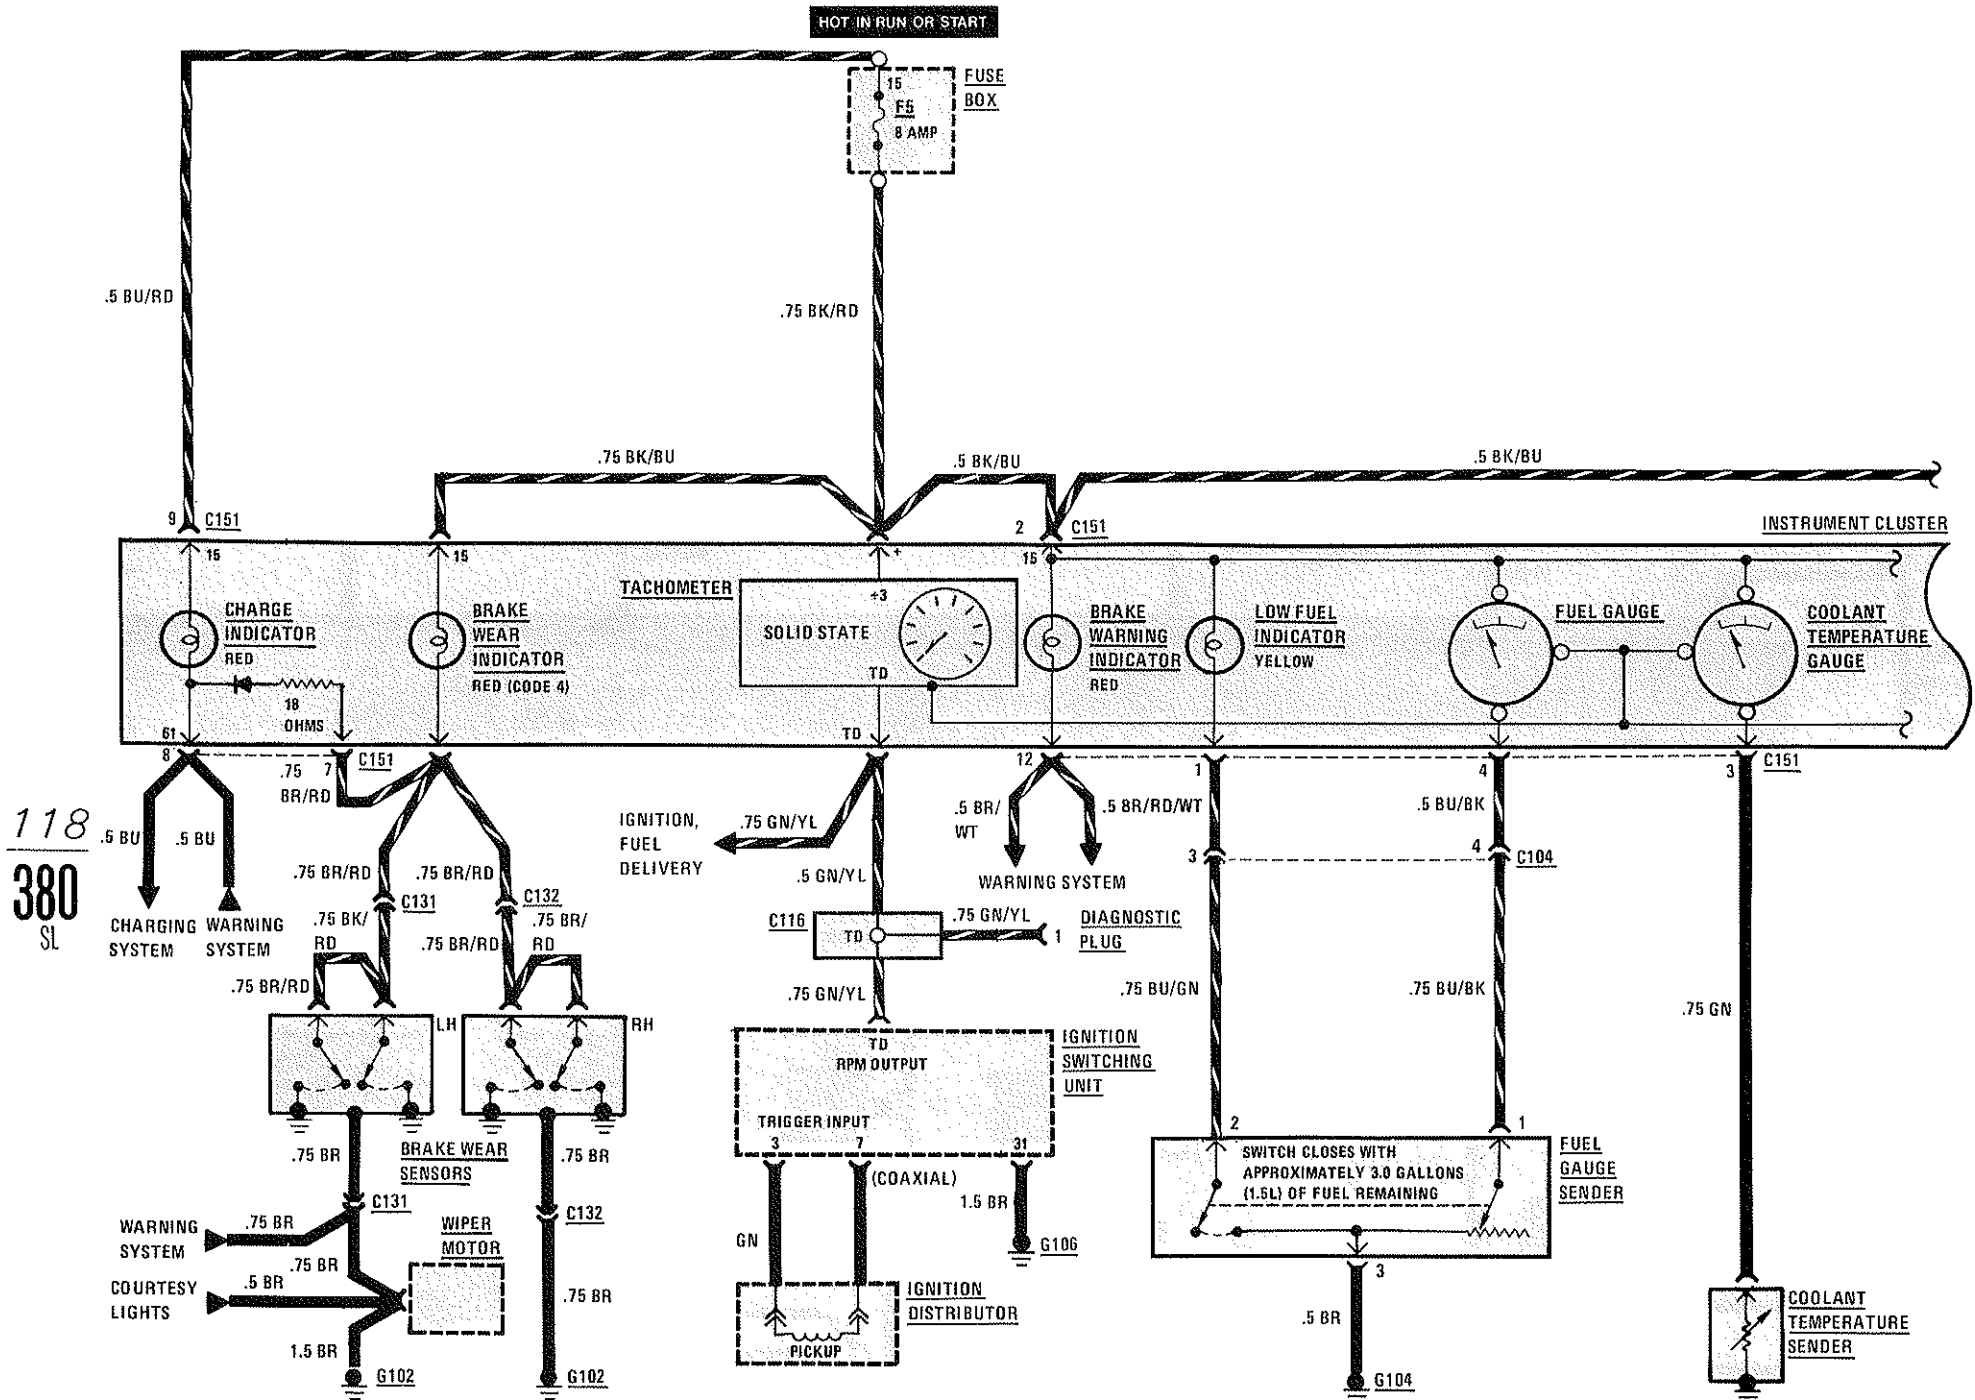 HOT IN RUN OR START
FUSE
BOX
15
F5
8 AMP
.5 BU/RD
.75 BK/RD
.75 BK/BU
.5 BK/BU
.5 BK/BU
9
C151
2
C151
INSTRUMENT CLUSTER
15
15
+
15
CHARGE
INDICATOR
RED
BRAKE
WEAR
INDICATOR
RED (CODE 4)
TACHOMETER
+3
SOLID STATE
TD
BRAKE
WARNING
INDICATOR
RED
LOW FUEL
INDICATOR
YELLOW
FUEL GAUGE
COOLANT
TEMPERATURE
GAUGE
18
OHMS
61
TD
8
7
C151
12
1
4
3
C151
.75
BR/RD
118
380
SL
.5 BU
.5 BU
CHARGING
SYSTEM
WARNING
SYSTEM
.75 BR/RD
.75 BR/RD
C131
C132
.75 BK/
RD
.75 BR/RD
.75 BR/
RD
.75 BR/RD
LH
RH
IGNITION,
FUEL
DELIVERY
.75 GN/YL
.5 GN/YL
C116
TD
.75 GN/YL
1
DIAGNOSTIC
PLUG
.75 GN/YL
.5 BR/
WT
.5 BR/RD/WT
WARNING SYSTEM
.5 BU/BK
3
4
C104
.75 BU/GN
.75 BU/BK
.75 GN
TD
RPM OUTPUT
TRIGGER INPUT
3
7
31
IGNITION
SWITCHING
UNIT
(COAXIAL)
1.5 BR
G106
GN
IGNITION
DISTRIBUTOR
PICKUP
BRAKE WEAR
SENSORS
.75 BR
.75 BR
C131
C132
WARNING
SYSTEM
.75 BR
WIPER
MOTOR
.75 BR
COURTESY
LIGHTS
.5 BR
.75 BR
1.5 BR
G102
G102
2
1
SWITCH CLOSES WITH
APPROXIMATELY 3.0 GALLONS
(1.5L) OF FUEL REMAINING
FUEL
GAUGE
SENDER
3
.5 BR
G104
COOLANT
TEMPERATURE
SENDER